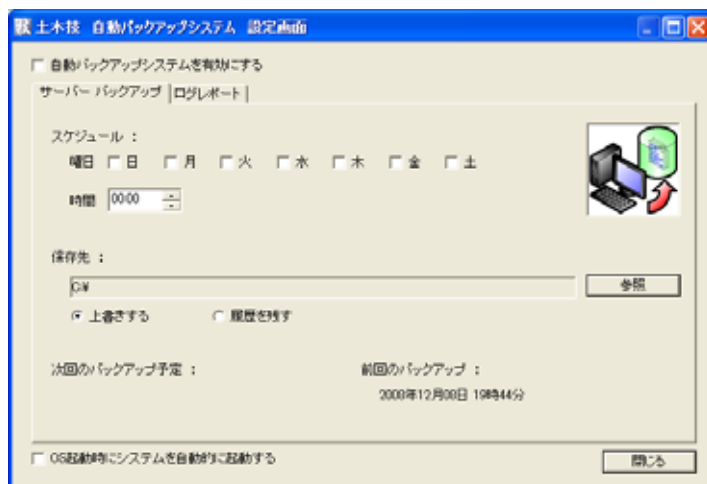 土木技 自動バックアップシステム 設定画面
自動バックアップシステムを有効にする
サーバー バックアップ ログレポート
スケジュール :
曜日 日 月 火 水 木 金 土
時間 00:00
保存先 :
C:¥ 参照
上書きする 履歴を残す
次回のバックアップ予定 : 前回のバックアップ :
2008年12月08日 19時44分
OS起動時にシステムを自動的に起動する 閉じる